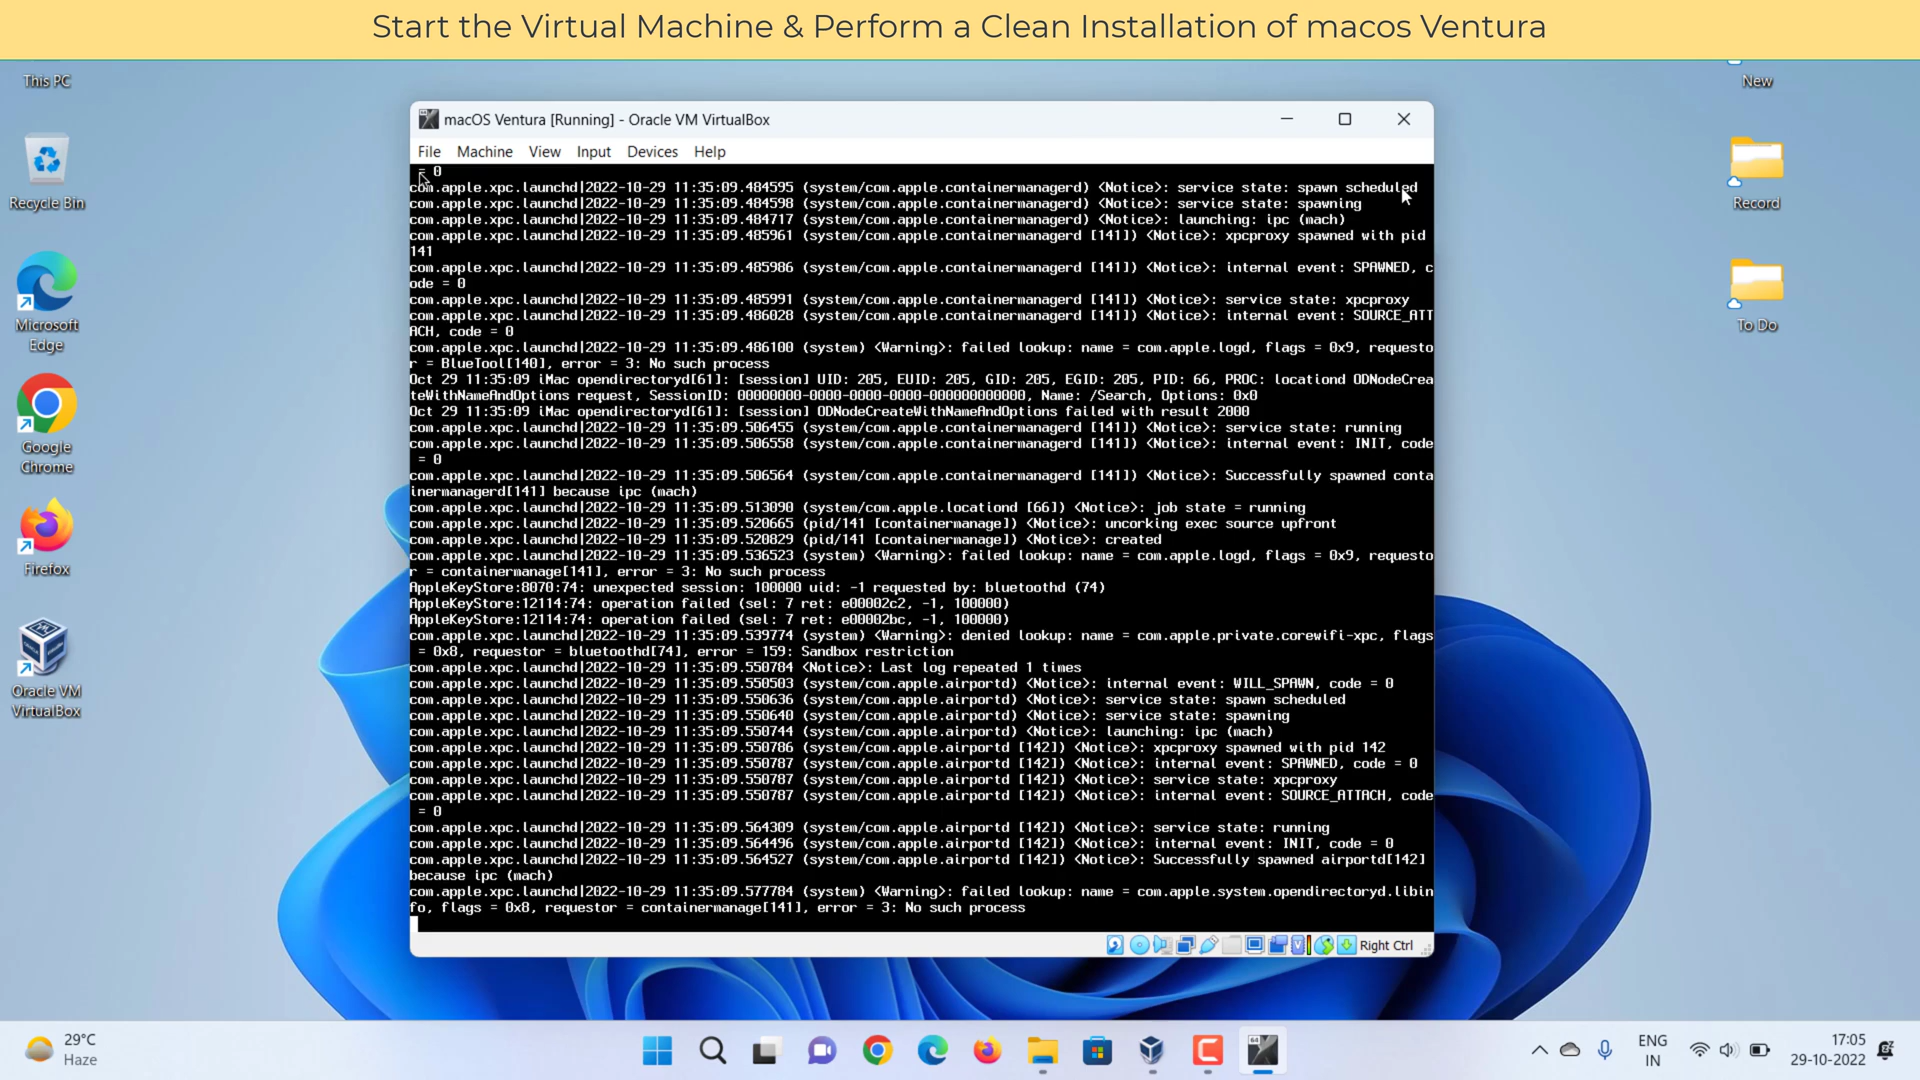 Start the Virtual Machine & Perform a Clean Installation of macos Ventura
This PC
New
macOS Ventura [Running] - Oracle VM VirtualBox
File Machine View Input Devices Help
= 0
com.apple.xpc.launchd|2022-10-29 11:35:09.484595 (system/com.apple.containermanagerd) <Notice>: service state: spawn scheduled
com.apple.xpc.launchd|2022-10-29 11:35:09.484598 (system/com.apple.containermanagerd) <Notice>: service state: spawning
com.apple.xpc.launchd|2022-10-29 11:35:09.484717 (system/com.apple.containermanagerd) <Notice>: launching: ipc (mach)
com.apple.xpc.launchd|2022-10-29 11:35:09.485961 (system/com.apple.containermanagerd [141]) <Notice>: xpcproxy spawned with pid
141
com.apple.xpc.launchd|2022-10-29 11:35:09.485986 (system/com.apple.containermanagerd [141]) <Notice>: internal event: SPAWNED, c
ode = 0
com.apple.xpc.launchd|2022-10-29 11:35:09.485991 (system/com.apple.containermanagerd [141]) <Notice>: service state: xpcproxy
com.apple.xpc.launchd|2022-10-29 11:35:09.486028 (system/com.apple.containermanagerd [141]) <Notice>: internal event: SOURCE_ATT
ACH, code = 0
com.apple.xpc.launchd|2022-10-29 11:35:09.486100 (system) <Warning>: failed lookup: name = com.apple.logd, flags = 0x9, requesto
r = BlueTool[140], error = 3: No such process
Oct 29 11:35:09 iMac opendirectoryd[61]: [session] UID: 205, EUID: 205, GID: 205, EGID: 205, PID: 66, PROC: locationd ODNodeCrea
teWithNameAndOptions request, SessionID: 00000000-0000-0000-0000-000000000000, Name: /Search, Options: 0x0
Oct 29 11:35:09 iMac opendirectoryd[61]: [session] ODNodeCreateWithNameAndOptions failed with result 2000
com.apple.xpc.launchd|2022-10-29 11:35:09.506455 (system/com.apple.containermanagerd [141]) <Notice>: service state: running
com.apple.xpc.launchd|2022-10-29 11:35:09.506558 (system/com.apple.containermanagerd [141]) <Notice>: internal event: INIT, code
= 0
com.apple.xpc.launchd|2022-10-29 11:35:09.506564 (system/com.apple.containermanagerd [141]) <Notice>: Successfully spawned conta
inermanagerd[141] because ipc (mach)
com.apple.xpc.launchd|2022-10-29 11:35:09.513090 (system/com.apple.locationd [66]) <Notice>: job state = running
com.apple.xpc.launchd|2022-10-29 11:35:09.520665 (pid/141 [containermanage]) <Notice>: uncorking exec source upfront
com.apple.xpc.launchd|2022-10-29 11:35:09.520829 (pid/141 [containermanage]) <Notice>: created
com.apple.xpc.launchd|2022-10-29 11:35:09.536523 (system) <Warning>: failed lookup: name = com.apple.logd, flags = 0x9, requesto
r = containermanage[141], error = 3: No such process
AppleKeyStore:8070:74: unexpected session: 100000 uid: -1 requested by: bluetoothd (74)
AppleKeyStore:12114:74: operation failed (sel: 7 ret: e00002c2, -1, 100000)
AppleKeyStore:12114:74: operation failed (sel: 7 ret: e00002bc, -1, 100000)
com.apple.xpc.launchd|2022-10-29 11:35:09.539774 (system) <Warning>: denied lookup: name = com.apple.private.corewifi-xpc, flags
= 0x8, requestor = bluetoothd[74], error = 159: Sandbox restriction
com.apple.xpc.launchd|2022-10-29 11:35:09.550784 <Notice>: Last log repeated 1 times
com.apple.xpc.launchd|2022-10-29 11:35:09.550503 (system/com.apple.airportd) <Notice>: internal event: WILL_SPAWN, code = 0
com.apple.xpc.launchd|2022-10-29 11:35:09.550636 (system/com.apple.airportd) <Notice>: service state: spawn scheduled
com.apple.xpc.launchd|2022-10-29 11:35:09.550640 (system/com.apple.airportd) <Notice>: service state: spawning
com.apple.xpc.launchd|2022-10-29 11:35:09.550744 (system/com.apple.airportd) <Notice>: launching: ipc (mach)
com.apple.xpc.launchd|2022-10-29 11:35:09.550786 (system/com.apple.airportd [142]) <Notice>: xpcproxy spawned with pid 142
com.apple.xpc.launchd|2022-10-29 11:35:09.550787 (system/com.apple.airportd [142]) <Notice>: internal event: SPAWNED, code = 0
com.apple.xpc.launchd|2022-10-29 11:35:09.550787 (system/com.apple.airportd [142]) <Notice>: service state: xpcproxy
com.apple.xpc.launchd|2022-10-29 11:35:09.550787 (system/com.apple.airportd [142]) <Notice>: internal event: SOURCE_ATTACH, code
= 0
com.apple.xpc.launchd|2022-10-29 11:35:09.564309 (system/com.apple.airportd [142]) <Notice>: service state: running
com.apple.xpc.launchd|2022-10-29 11:35:09.564496 (system/com.apple.airportd [142]) <Notice>: internal event: INIT, code = 0
com.apple.xpc.launchd|2022-10-29 11:35:09.564527 (system/com.apple.airportd [142]) <Notice>: Successfully spawned airportd[142]
because ipc (mach)
com.apple.xpc.launchd|2022-10-29 11:35:09.577784 (system) <Warning>: failed lookup: name = com.apple.system.opendirectoryd.libin
fo, flags = 0x8, requestor = containermanage[141], error = 3: No such process
Right Ctrl
Recycle Bin
Microsoft
Edge
Google
Chrome
Firefox
Oracle VM
VirtualBox
Record
To Do
29°C
Haze
64
ENG
IN
17:05
29-10-2022